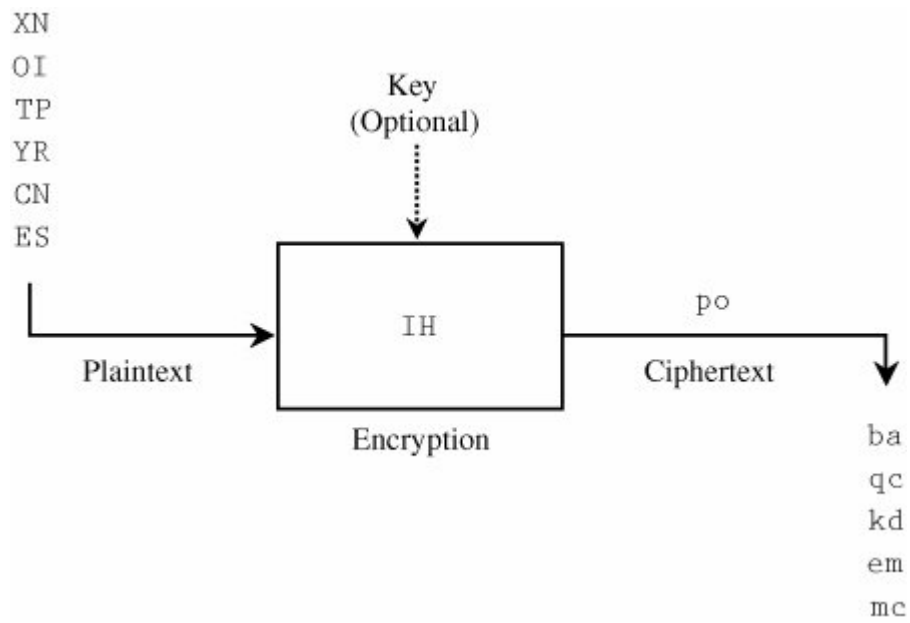 XN
OI
TP
YR
CN
ES
Key
(Optional)
IH
po
Plaintext
Ciphertext
Encryption
ba
qc
kd
em
mc